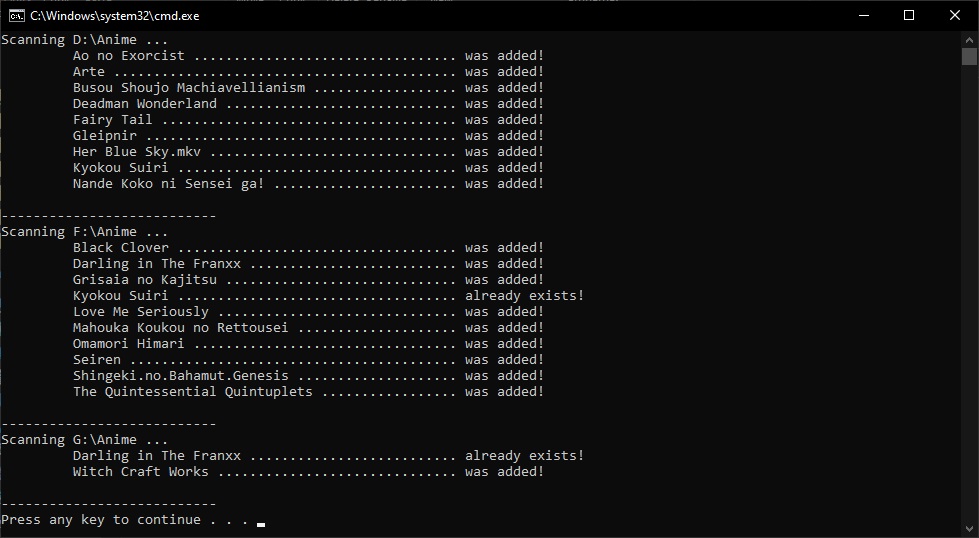 C:\Windows\system32\cmd.exe
Scanning D:\Anime ...
Ao no Exorcist ................................. was added!
Arte ........................................... was added!
Busou Shoujo Machiavellianism .................. was added!
Deadman Wonderland ............................. was added!
Fairy Tail ..................................... was added!
Gleipnir ....................................... was added!
Her Blue Sky.mkv ............................... was added!
Kyokou Suiri ................................... was added!
Nande Koko ni Sensei ga! ....................... was added!
---------------------------
Scanning F:\Anime ...
Black Clover ................................... was added!
Darling in The Franxx .......................... was added!
Grisaia no Kajitsu ............................. was added!
Kyokou Suiri ................................... already exists!
Love Me Seriously .............................. was added!
Mahouka Koukou no Rettousei .................... was added!
Omamori Himari ................................. was added!
Seiren ......................................... was added!
Shingeki.no.Bahamut.Genesis .................... was added!
The Quintessential Quintuplets ................. was added!
---------------------------
Scanning G:\Anime ...
Darling in The Franxx .......................... already exists!
Witch Craft Works .............................. was added!
---------------------------
Press any key to continue . . .